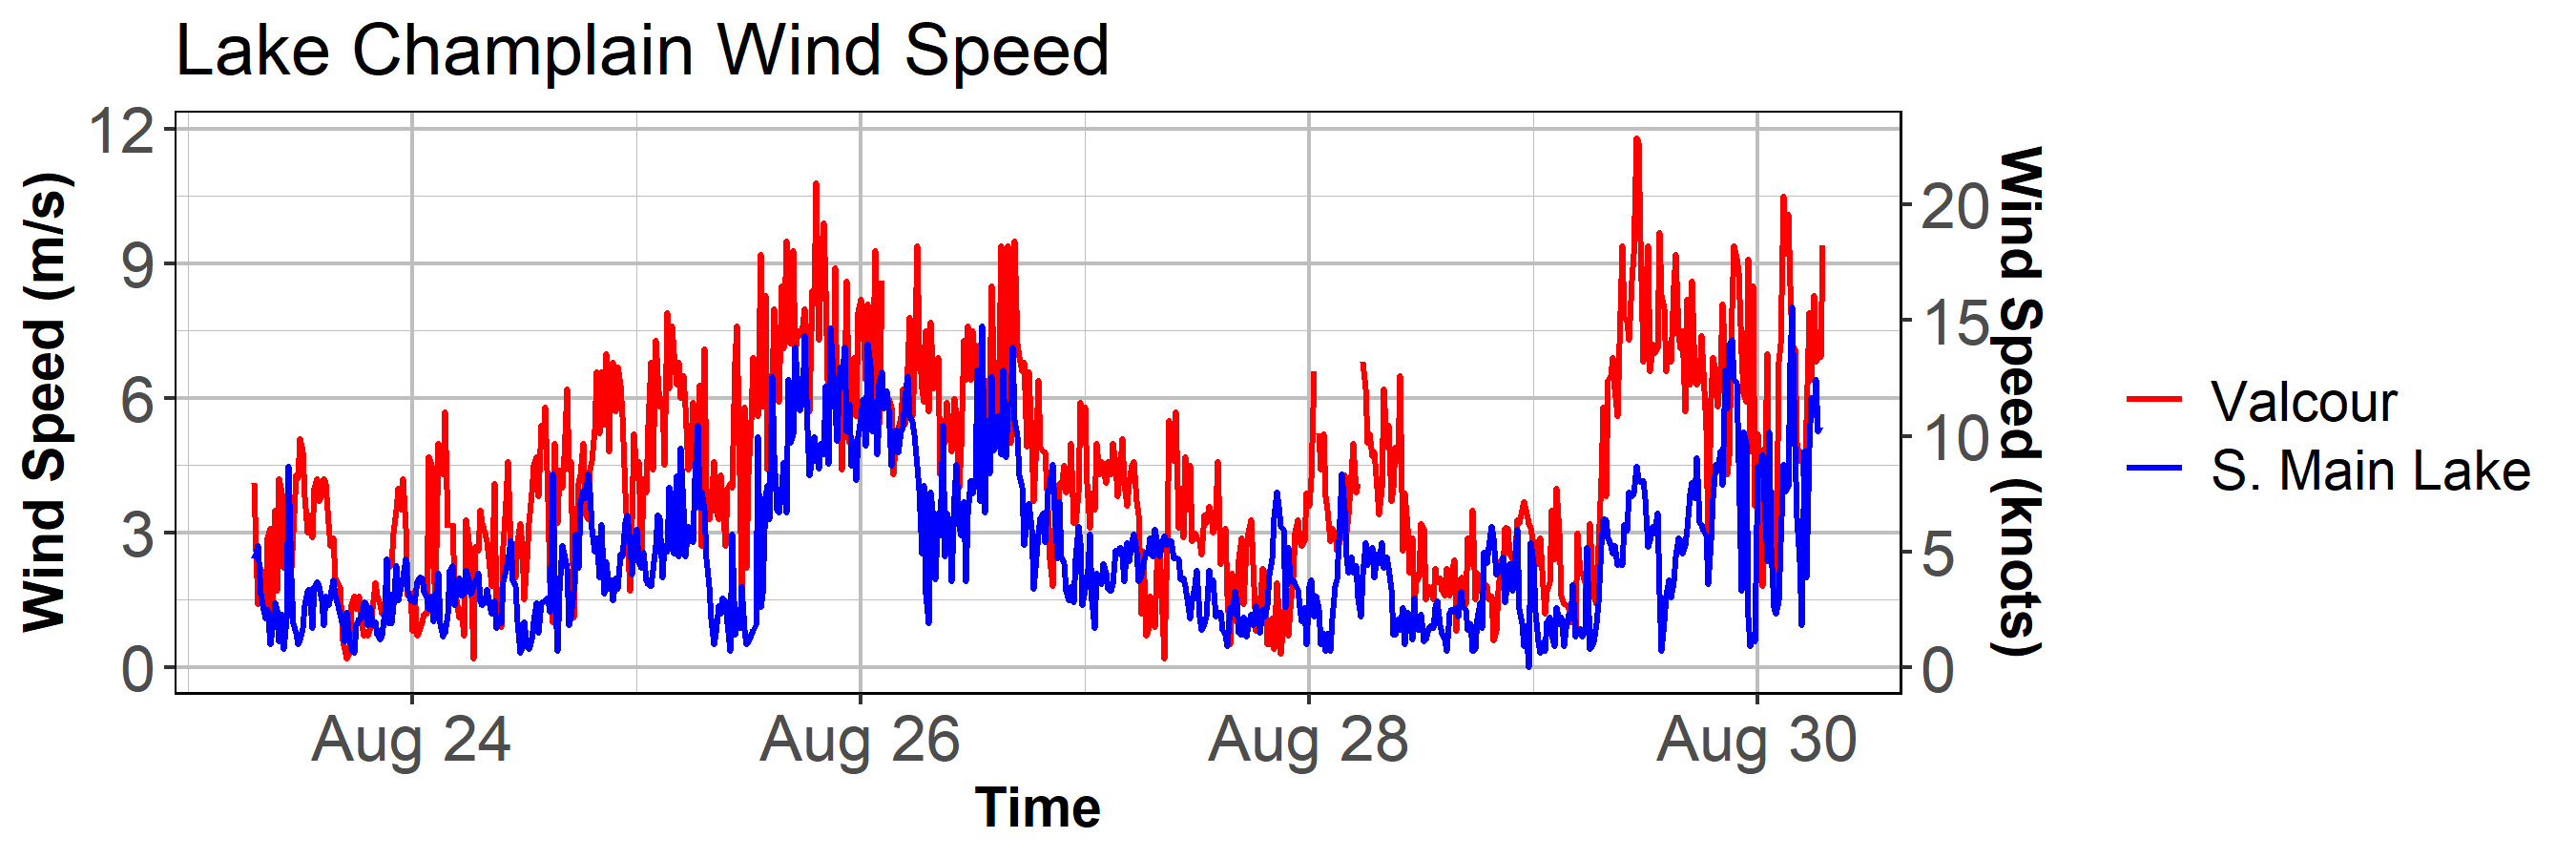 Lake Champlain Wind Speed
Wind Speed (m/s)
12
9
6
3
0
20
15
10
5
0
Wind Speed (knots)
Aug 24
Aug 26
Aug 28
Aug 30
Time
Valcour
S. Main Lake